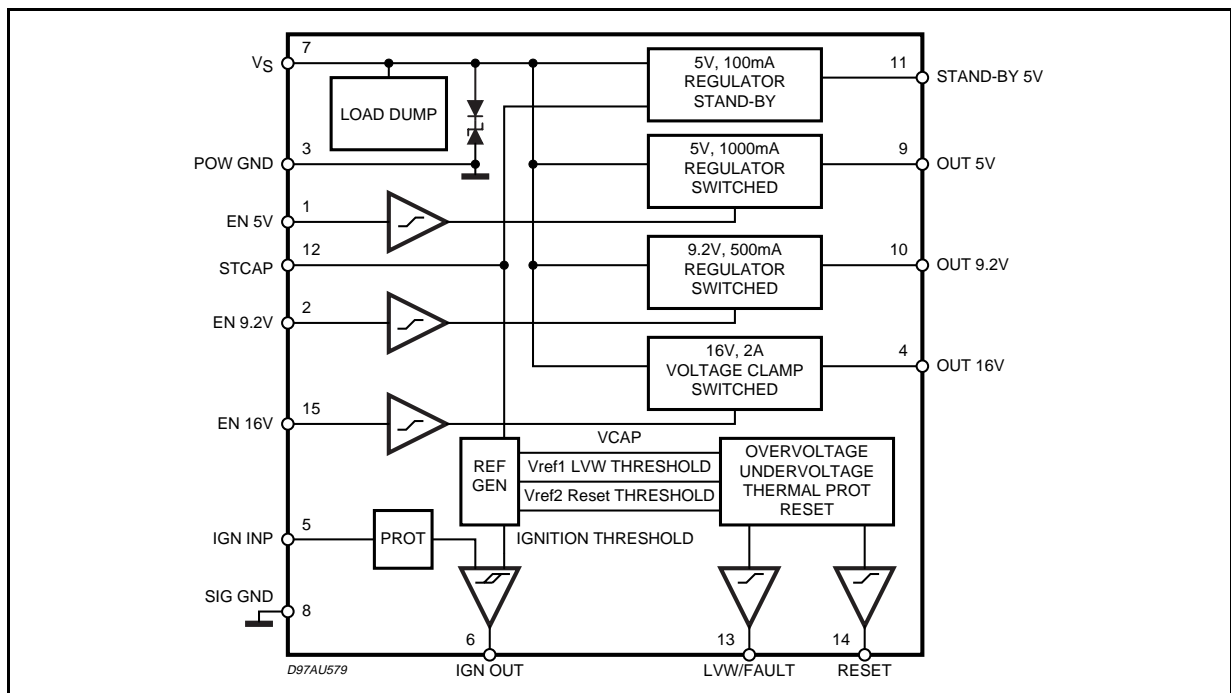 7
VS
LOAD DUMP
5V, 100mA
REGULATOR
STAND-BY
11
STAND-BY 5V
3
POW GND
5V, 1000mA
REGULATOR
SWITCHED
9
OUT 5V
1
EN 5V
12
STCAP
9.2V, 500mA
REGULATOR
SWITCHED
10
OUT 9.2V
2
EN 9.2V
16V, 2A
VOLTAGE CLAMP
SWITCHED
4
OUT 16V
15
EN 16V
REF
GEN
VCAP
Vref1 LVW THRESHOLD
Vref2 Reset THRESHOLD
OVERVOLTAGE
UNDERVOLTAGE
THERMAL PROT
RESET
5
IGN INP
PROT
IGNITION THRESHOLD
SIG GND
8
6
13
14
D97AU579
IGN OUT
LVW/FAULT
RESET